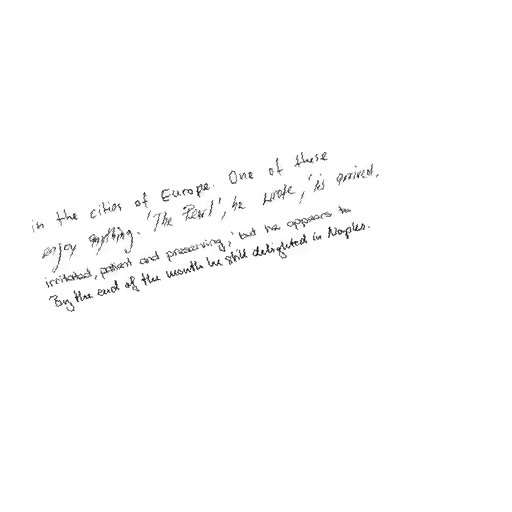 in the cities of Europe. One of these
enjoy anything. 'The Pearl', he wrote, 'is arrived,
irritated, patient and preserving,' but he appears to
By the end of the month he still delighted in Naples.